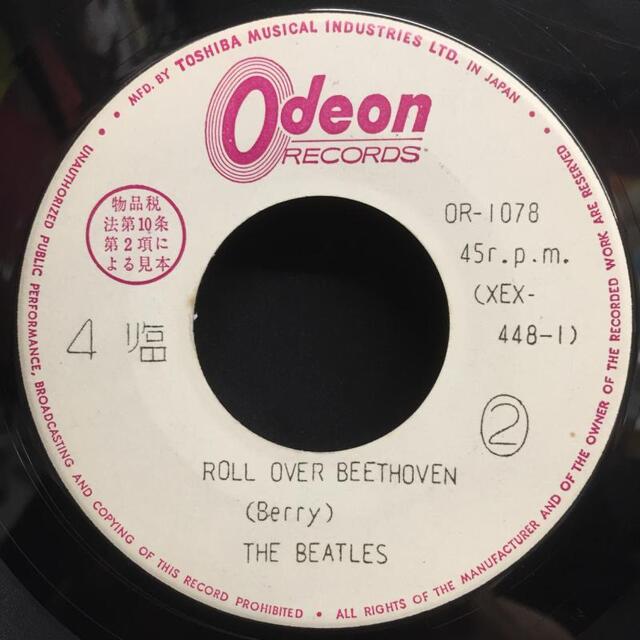 • MFD. BY TOSHIBA MUSICAL INDUSTRIES LTD. IN JAPAN •
Odeon
RECORDS
物品税
法第10条
第2項に
よる見本
OR-1078
45r.p.m.
(XEX-
448-1)
4 臨
②
ROLL OVER BEETHOVEN
(Berry)
THE BEATLES
UNAUTHORIZED PUBLIC PERFORMANCE, BROADCASTING AND COPYING OF THIS RECORD PROHIBITED • ALL RIGHTS OF THE MANUFACTURER AND OF THE OWNER OF THE RECORDED WORK ARE RESERVED